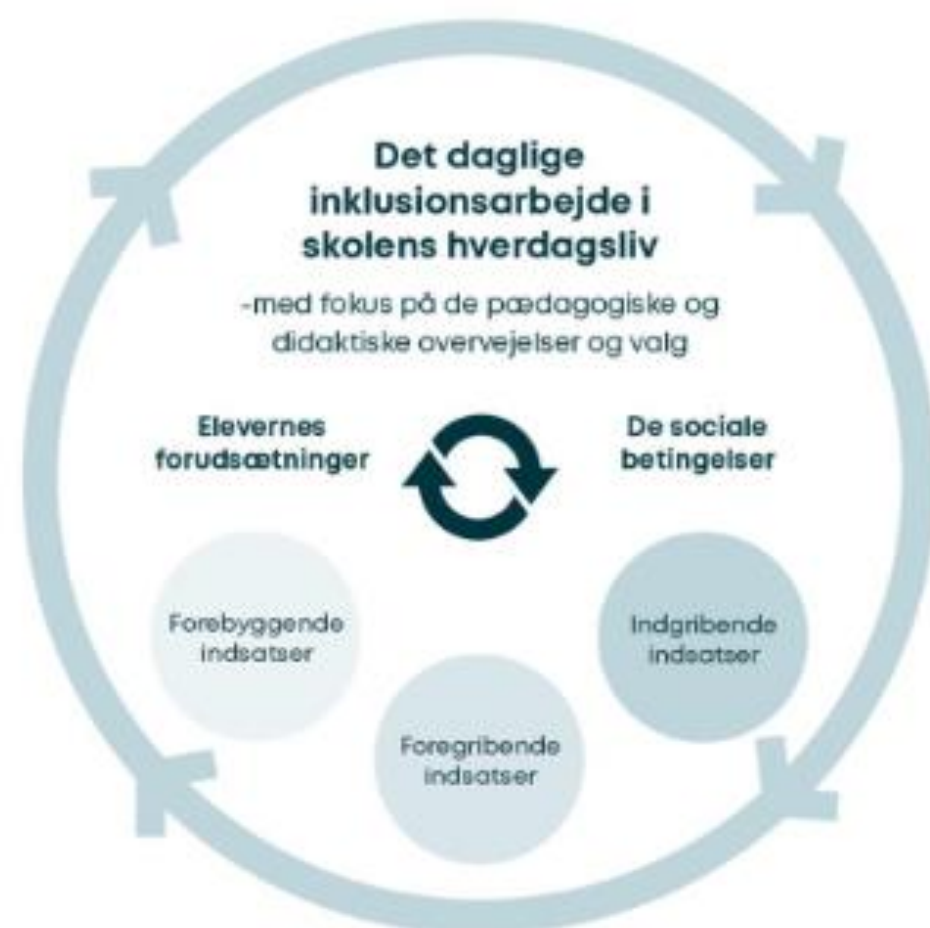 Det daglige
inklusionsarbejde i
skolens hverdagsliv
-med fokus på de pædagogiske og
didaktiske overvejelser og valg
Elevernes
forudsætninger
De sociale
betingelser
Forebyggende
indsatser
Foregribende
indsatser
Indgribende
indsatser